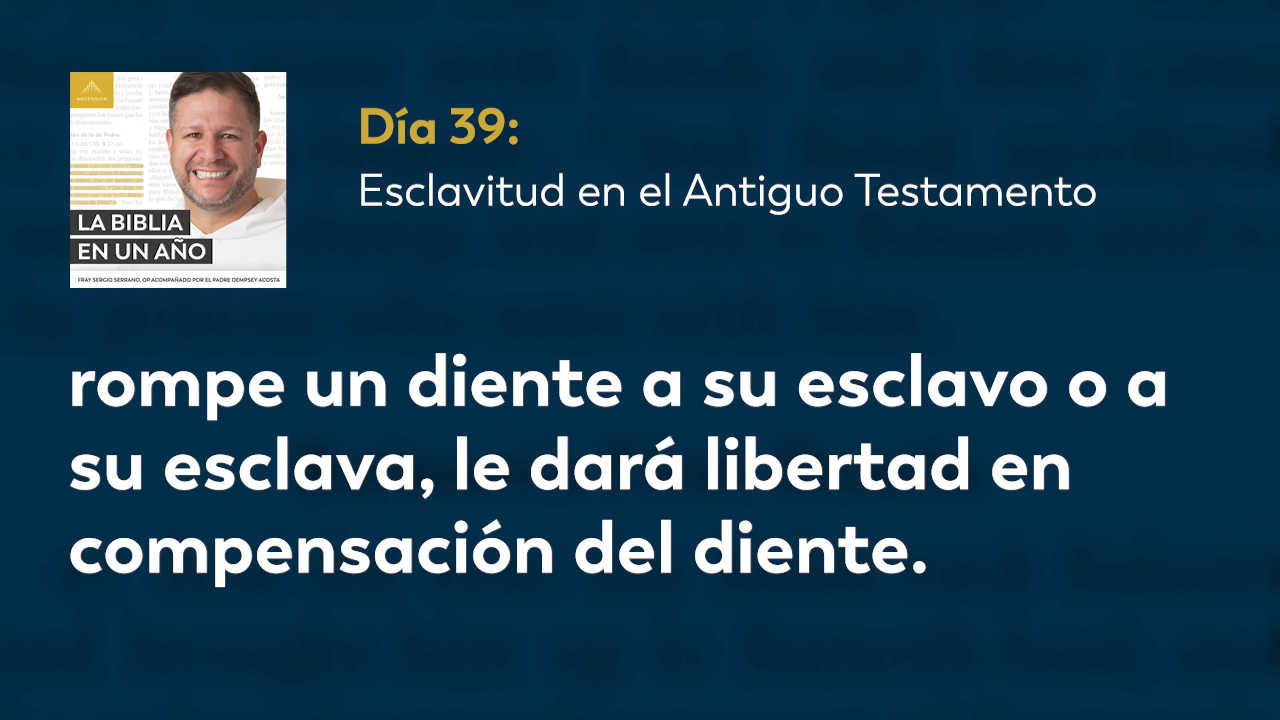 ASCENSION
LA BIBLIA
EN UN AÑO
FRAY SERGIO SERRANO, OP ACOMPAÑADO POR EL PADRE DEMPSEY ACOSTA
Día 39:
Esclavitud en el Antiguo Testamento
rompe un diente a su esclavo o a
su esclava, le dará libertad en
compensación del diente.